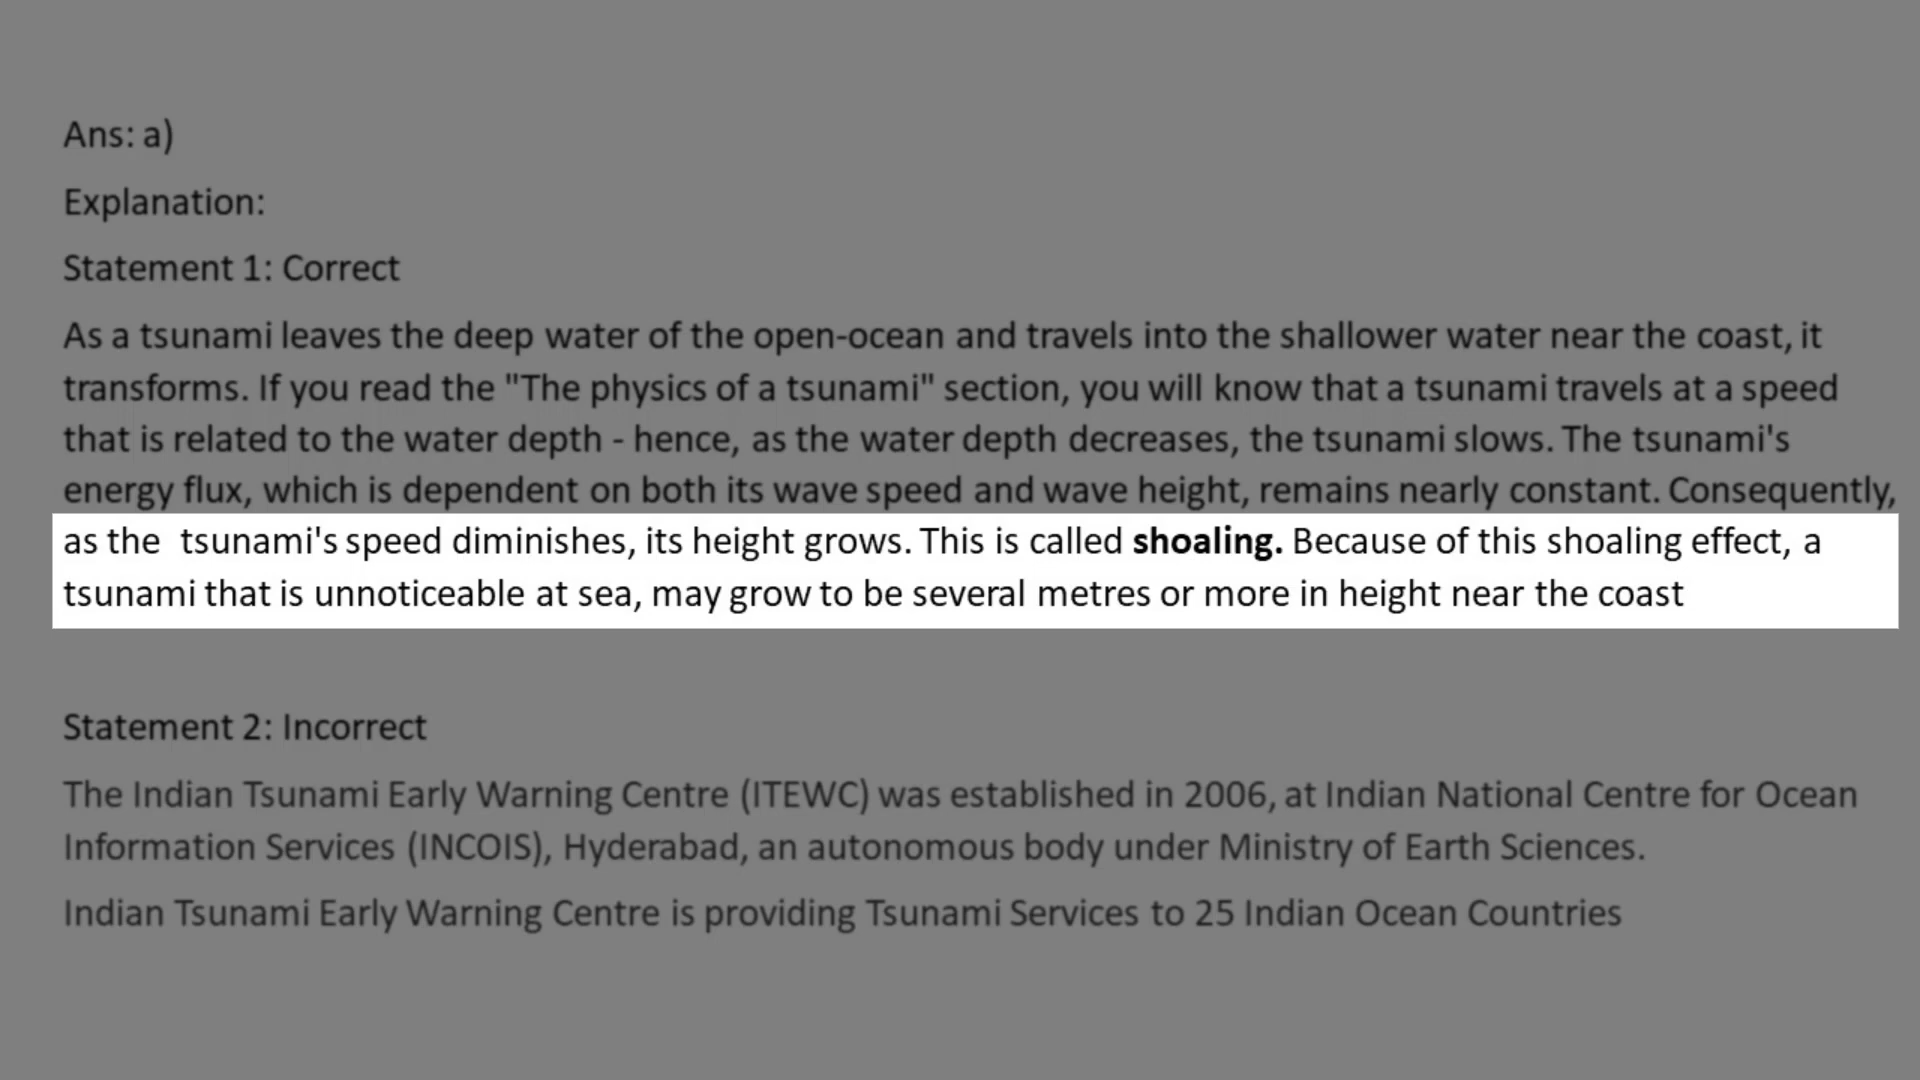 Ans: a)
Explanation:
Statement 1: Correct
As a tsunami leaves the deep water of the open-ocean and travels into the shallower water near the coast, it
transforms. If you read the "The physics of a tsunami" section, you will know that a tsunami travels at a speed
that is related to the water depth - hence, as the water depth decreases, the tsunami slows. The tsunami's
energy flux, which is dependent on both its wave speed and wave height, remains nearly constant. Consequently,
as the tsunami's speed diminishes, its height grows. This is called shoaling. Because of this shoaling effect, a
tsunami that is unnoticeable at sea, may grow to be several metres or more in height near the coast
Statement 2: Incorrect
The Indian Tsunami Early Warning Centre (ITEWC) was established in 2006, at Indian National Centre for Ocean
Information Services (INCOIS), Hyderabad, an autonomous body under Ministry of Earth Sciences.
Indian Tsunami Early Warning Centre is providing Tsunami Services to 25 Indian Ocean Countries